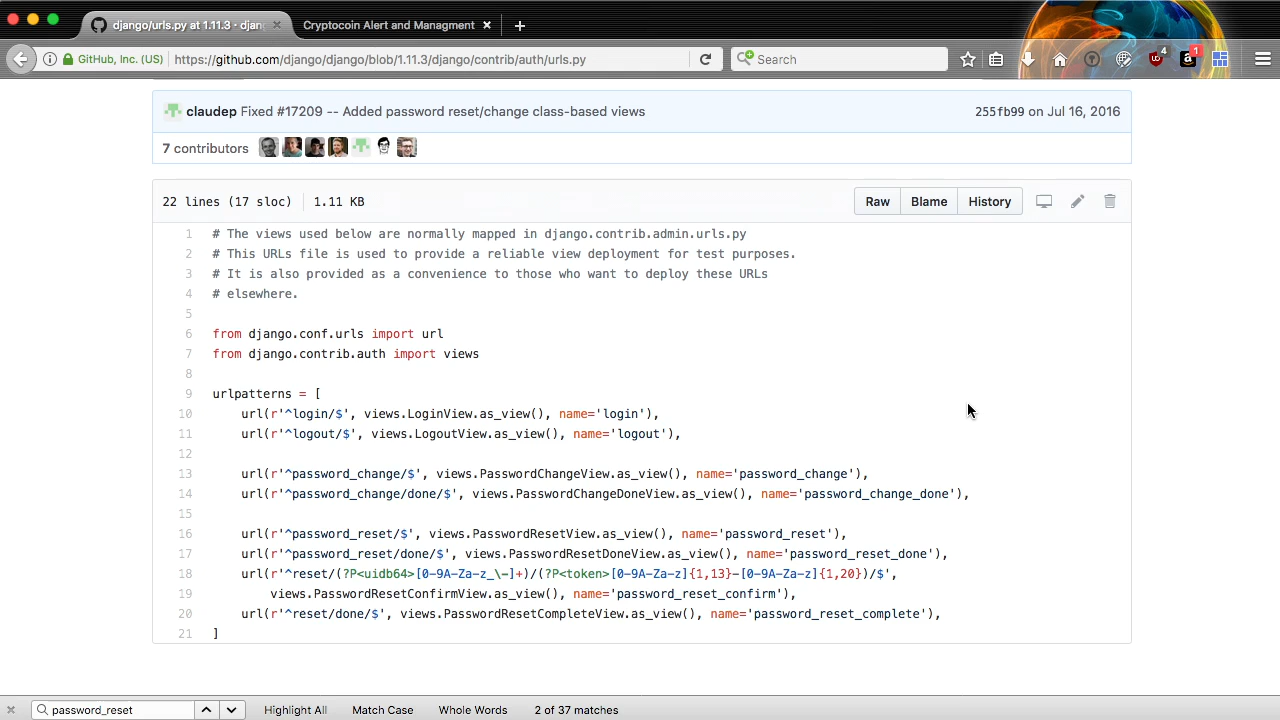 django/urls.py at 1.11.3 · djan
Cryptocoin Alert and Managment
GitHub, Inc. (US)
https://github.com/django/django/blob/1.11.3/django/contrib/auth/urls.py
Search
4
1
claudep Fixed #17209 -- Added password reset/change class-based views
255fb99 on Jul 16, 2016
7 contributors
22 lines (17 sloc)
1.11 KB
Raw
Blame
History
1 # The views used below are normally mapped in django.contrib.admin.urls.py
2 # This URLs file is used to provide a reliable view deployment for test purposes.
3 # It is also provided as a convenience to those who want to deploy these URLs
4 # elsewhere.
5
6 from django.conf.urls import url
7 from django.contrib.auth import views
8
9 urlpatterns = [
10 url(r'^login/$', views.LoginView.as_view(), name='login'),
11 url(r'^logout/$', views.LogoutView.as_view(), name='logout'),
12
13 url(r'^password_change/$', views.PasswordChangeView.as_view(), name='password_change'),
14 url(r'^password_change/done/$', views.PasswordChangeDoneView.as_view(), name='password_change_done'),
15
16 url(r'^password_reset/$', views.PasswordResetView.as_view(), name='password_reset'),
17 url(r'^password_reset/done/$', views.PasswordResetDoneView.as_view(), name='password_reset_done'),
18 url(r'^reset/(?P<uidb64>[0-9A-Za-z_\-]+)/(?P<token>[0-9A-Za-z]{1,13}-[0-9A-Za-z]{1,20})/$',
19 views.PasswordResetConfirmView.as_view(), name='password_reset_confirm'),
20 url(r'^reset/done/$', views.PasswordResetCompleteView.as_view(), name='password_reset_complete'),
21 ]
password_reset
Highlight All
Match Case
Whole Words
2 of 37 matches